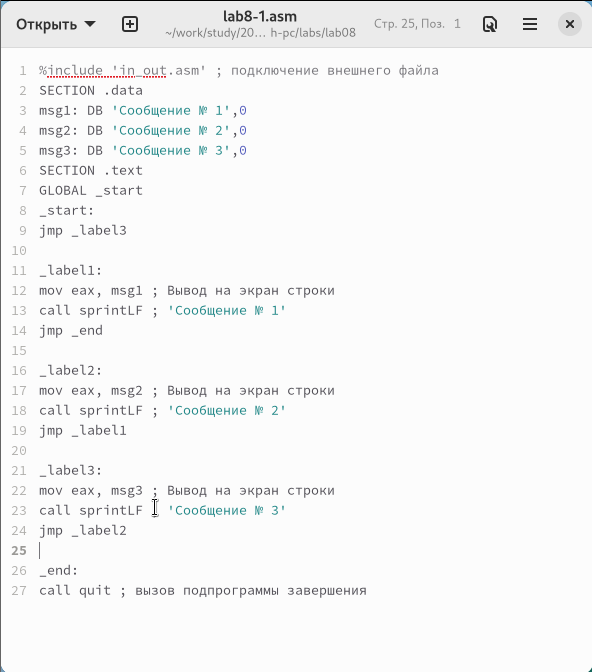 Открыть
lab8-1.asm
~/work/study/20… h-pc/labs/lab08
Стр. 25, Поз. 1
1 %include 'in_out.asm' ; подключение внешнего файла
2 SECTION .data
3 msg1: DB 'Сообщение № 1',0
4 msg2: DB 'Сообщение № 2',0
5 msg3: DB 'Сообщение № 3',0
6 SECTION .text
7 GLOBAL _start
8 _start:
9 jmp _label3
10
11 _label1:
12 mov eax, msg1 ; Вывод на экран строки
13 call sprintLF ; 'Сообщение № 1'
14 jmp _end
15
16 _label2:
17 mov eax, msg2 ; Вывод на экран строки
18 call sprintLF ; 'Сообщение № 2'
19 jmp _label1
20
21 _label3:
22 mov eax, msg3 ; Вывод на экран строки
23 call sprintLF ; 'Сообщение № 3'
24 jmp _label2
25
26 _end:
27 call quit ; вызов подпрограммы завершения